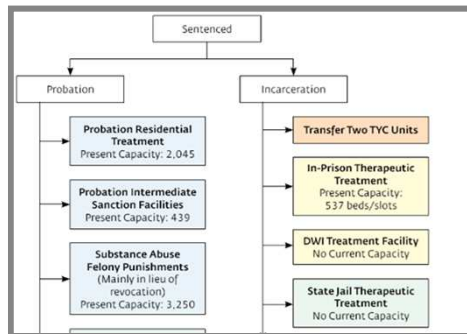 Sentenced
Probation
Incarceration
Probation Residential
Treatment
Present Capacity: 2,045
Probation Intermediate
Sanction Facilities
Present Capacity: 439
Substance Abuse
Felony Punishments
(Mainly in lieu of
revocation)
Present Capacity: 3,250
Transfer Two TYC Units
In-Prison Therapeutic
Treatment
Present Capacity:
537 beds/slots
DWI Treatment Facility
No Current Capacity
State Jail Therapeutic
Treatment
No Current Capacity